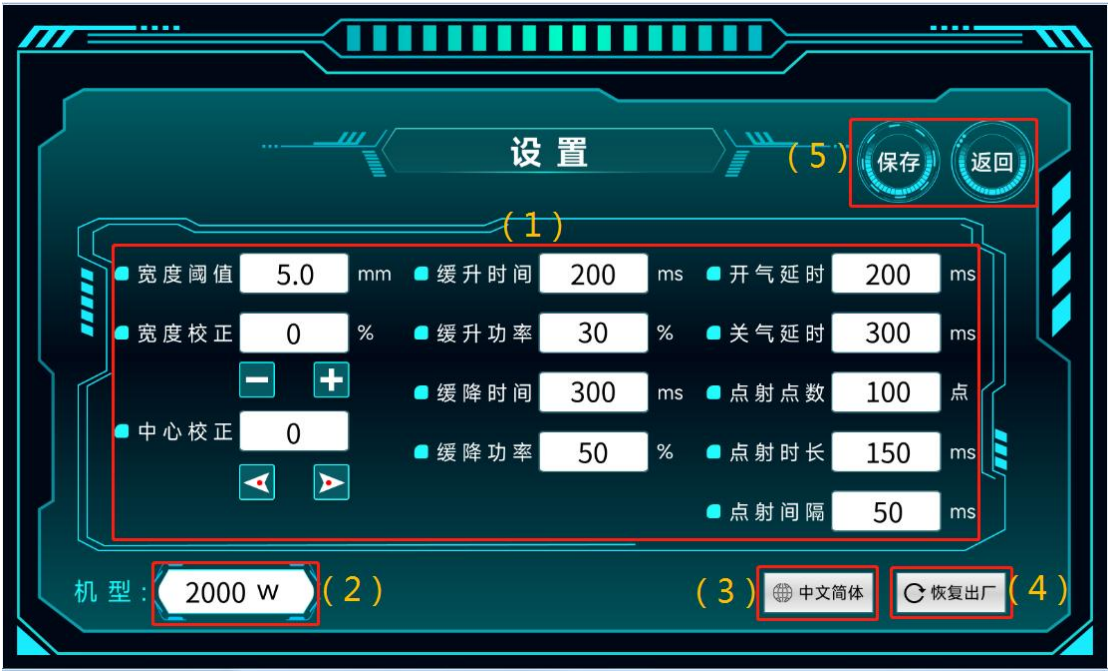 设置
(5)
保存
返回
(1)
宽度阈值 5.0 mm
缓升时间 200 ms
开气延时 200 ms
宽度校正 0 %
缓升功率 30 %
关气延时 300 ms
缓降时间 300 ms
点射点数 100 点
中心校正 0
缓降功率 50 %
点射时长 150 ms
点射间隔 50 ms
机型: 2000 W
(2)
(3)
中文简体
恢复出厂
(4)